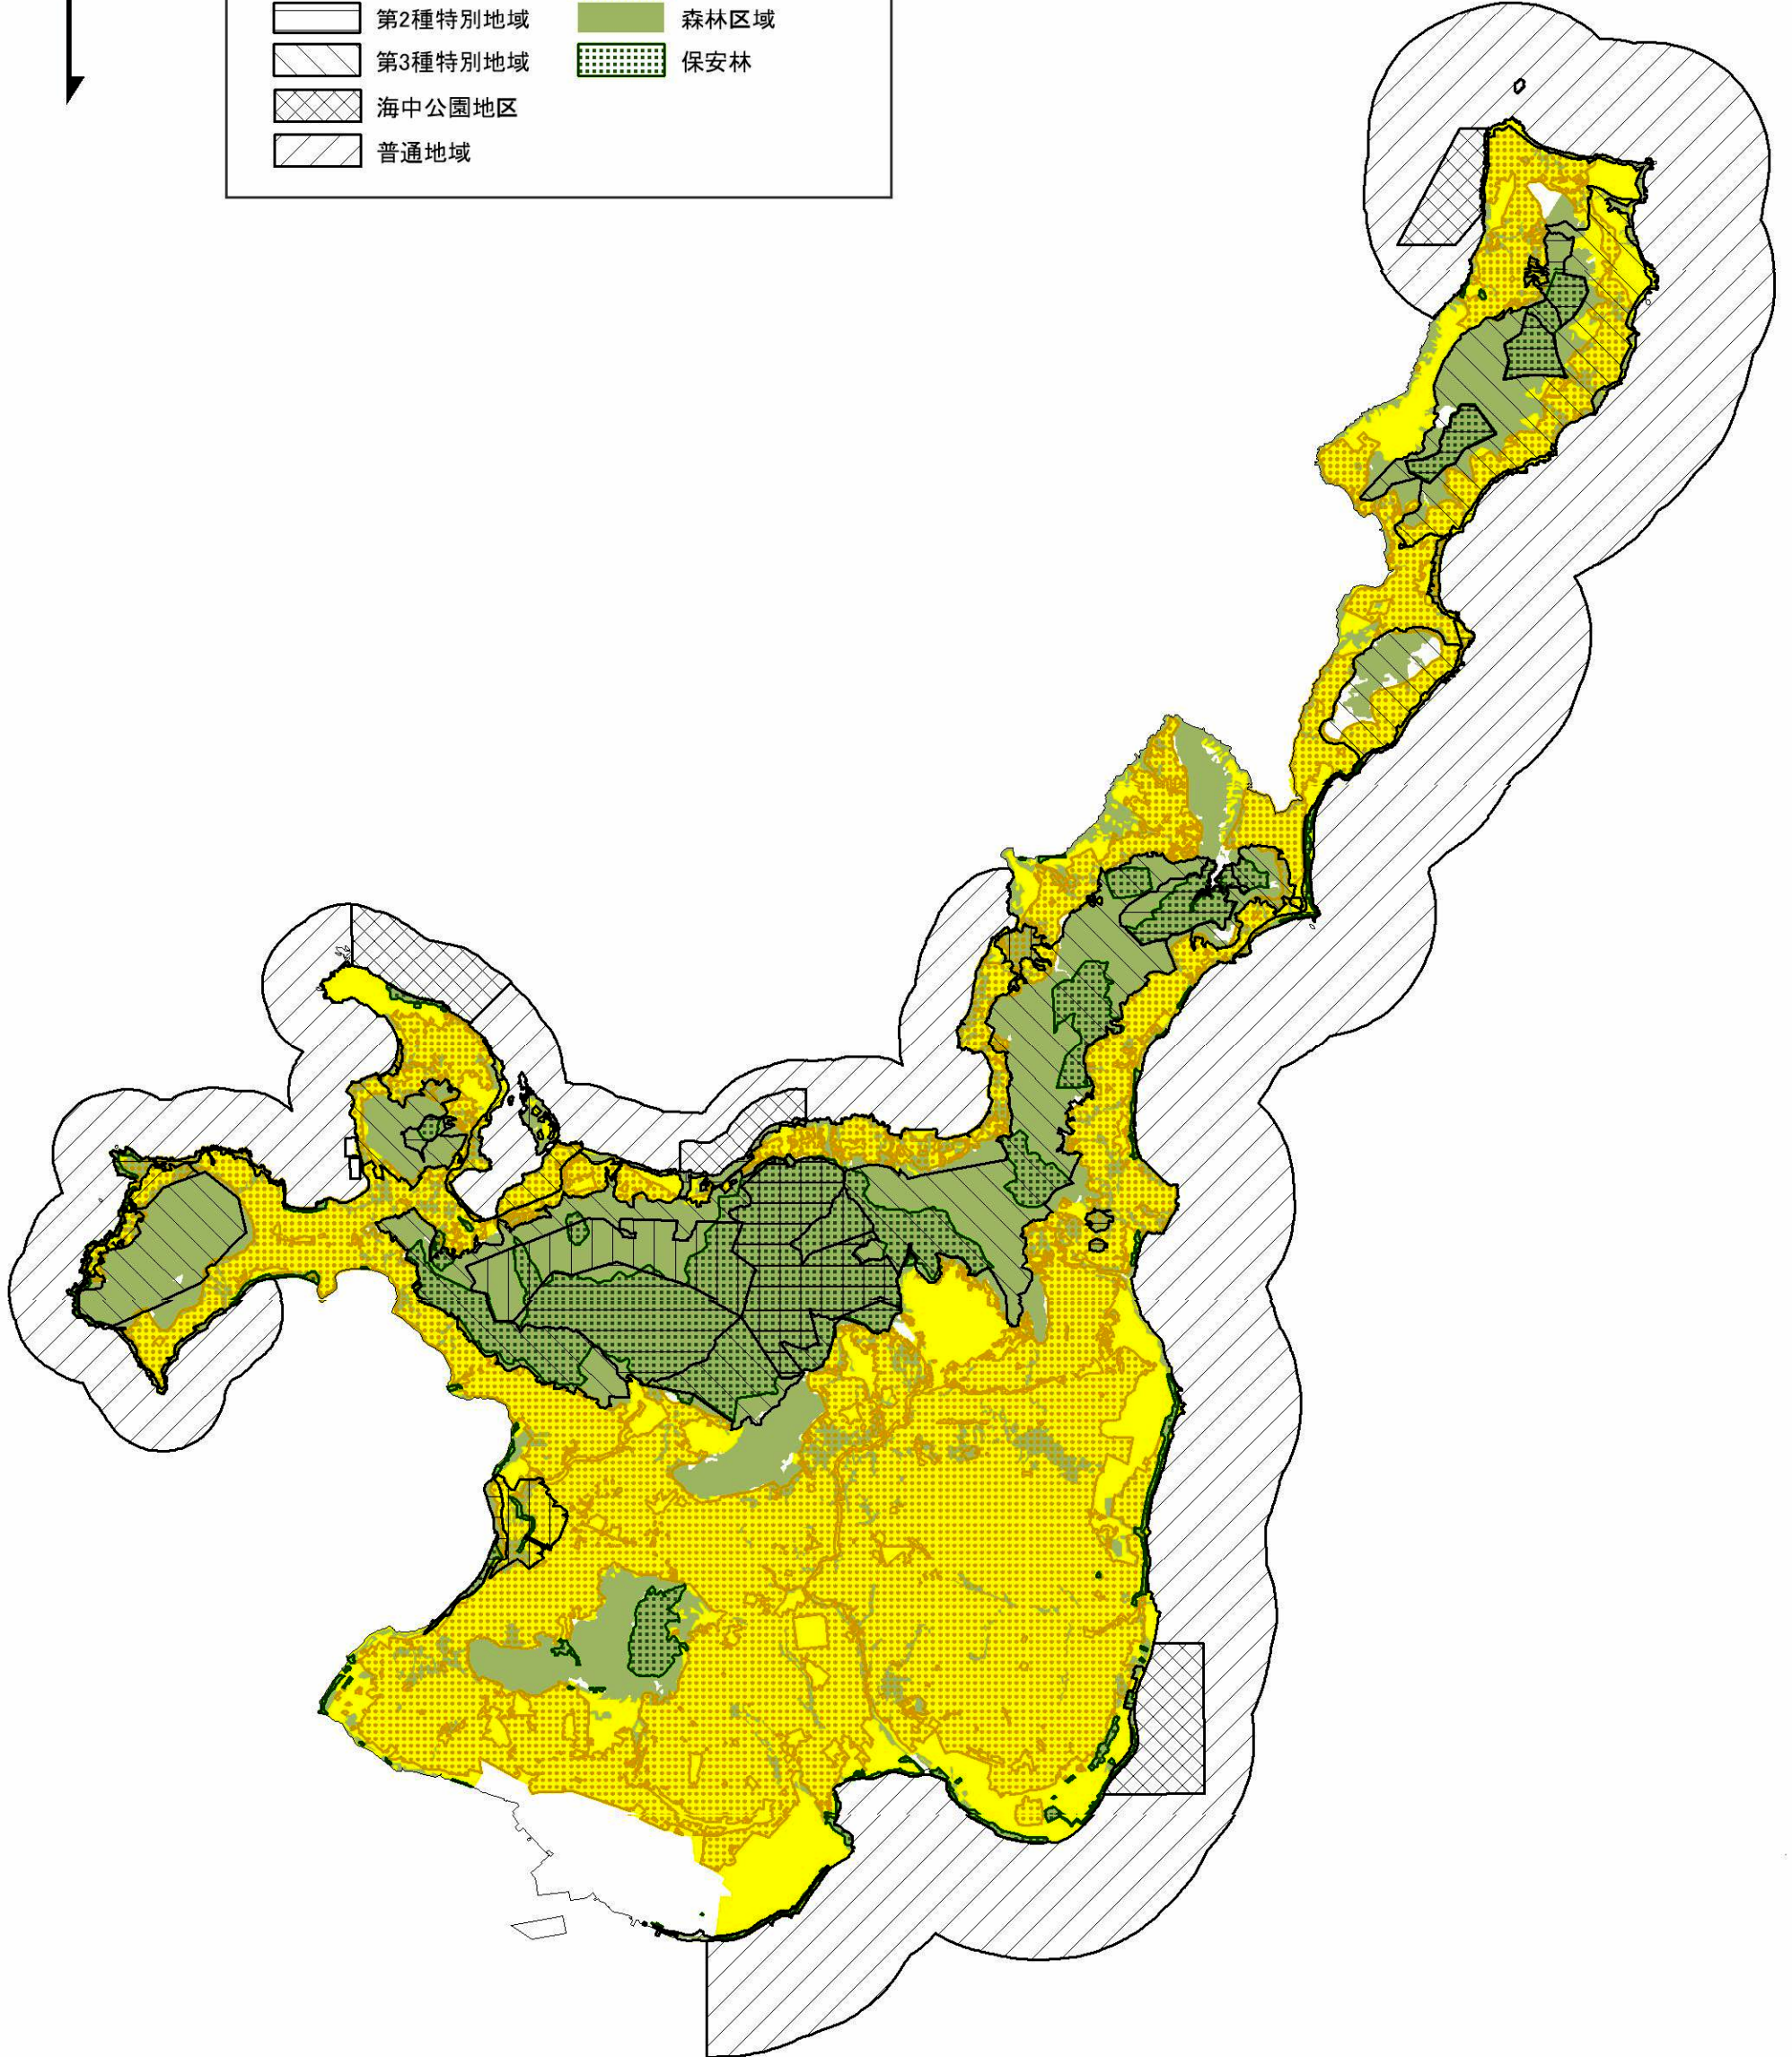 第2種特別地域
森林区域
第3種特別地域
保安林
海中公園地区
普通地域